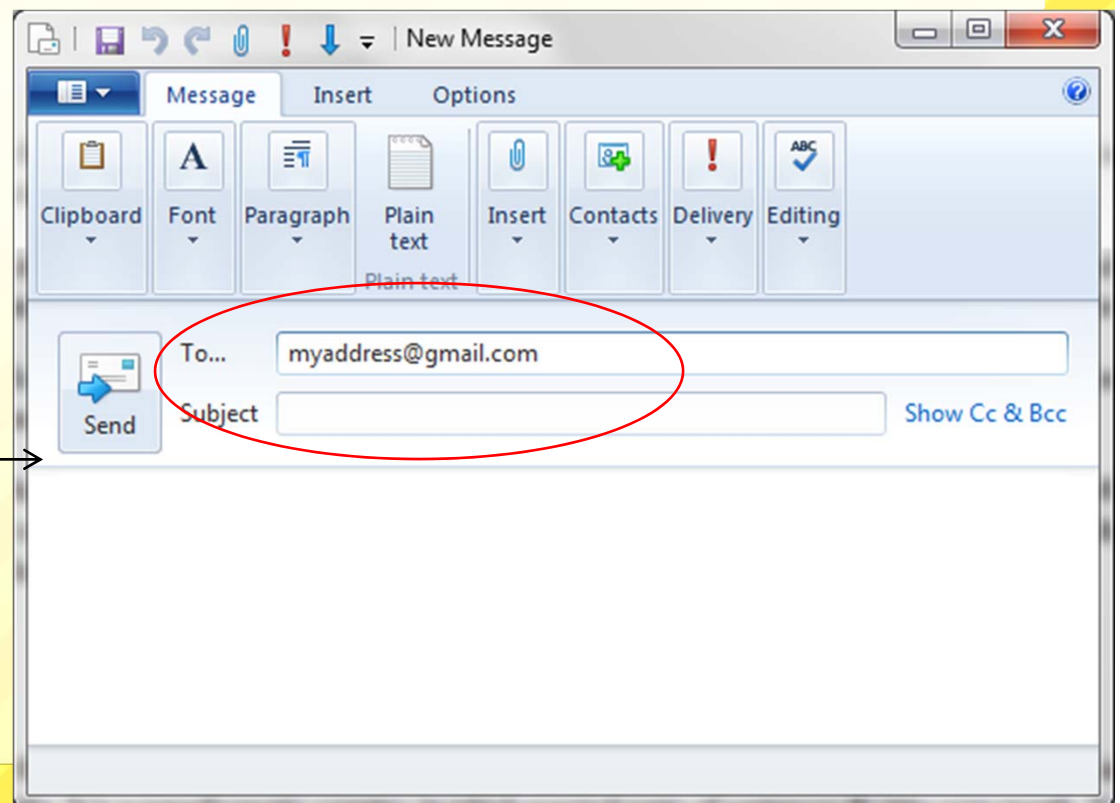 New Message
Message Insert Options
Clipboard Font Paragraph Plain text Insert Contacts Delivery ABC Editing
Plain text
To... myaddress@gmail.com
Send Subject Show Cc & Bcc